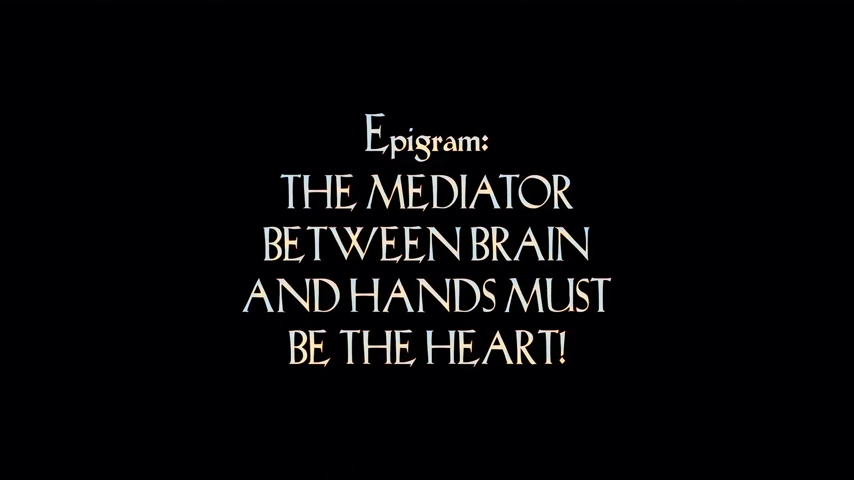 Epigram:
THE MEDIATOR
BETWEEN BRAIN
AND HANDS MUST
BE THE HEART!